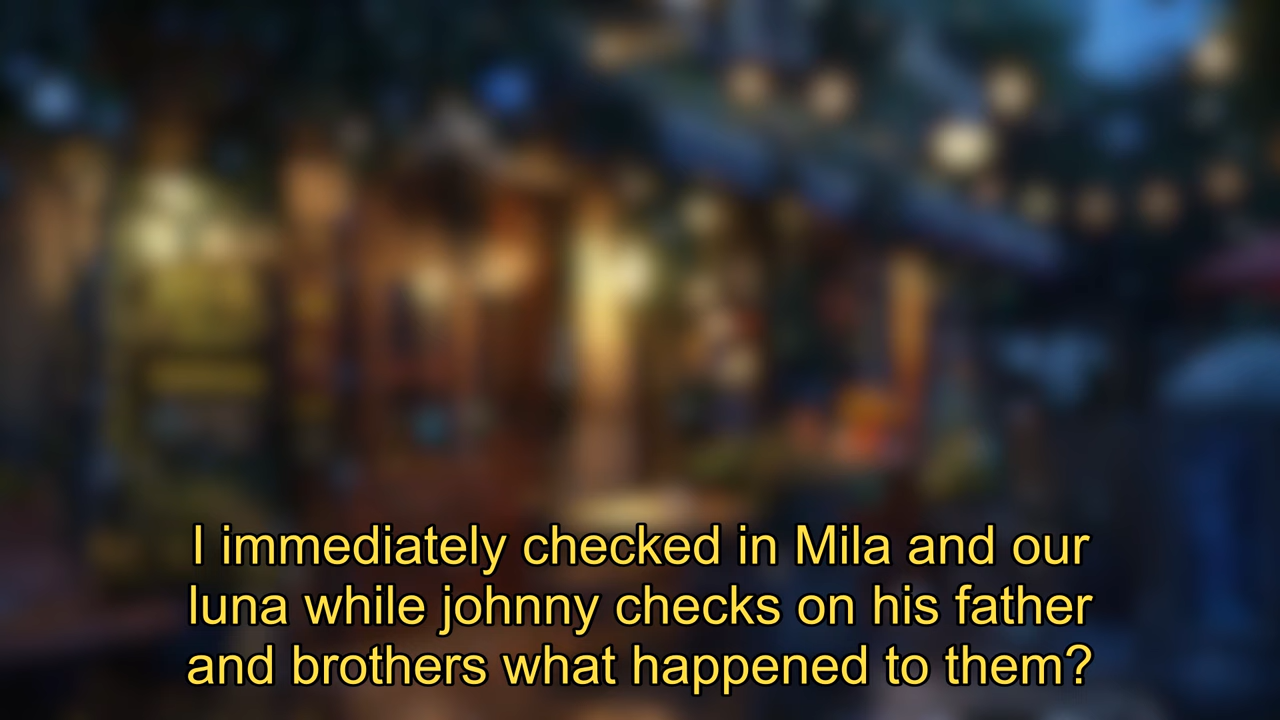 I immediately checked in Mila and our
luna while johnny checks on his father
and brothers what happened to them?